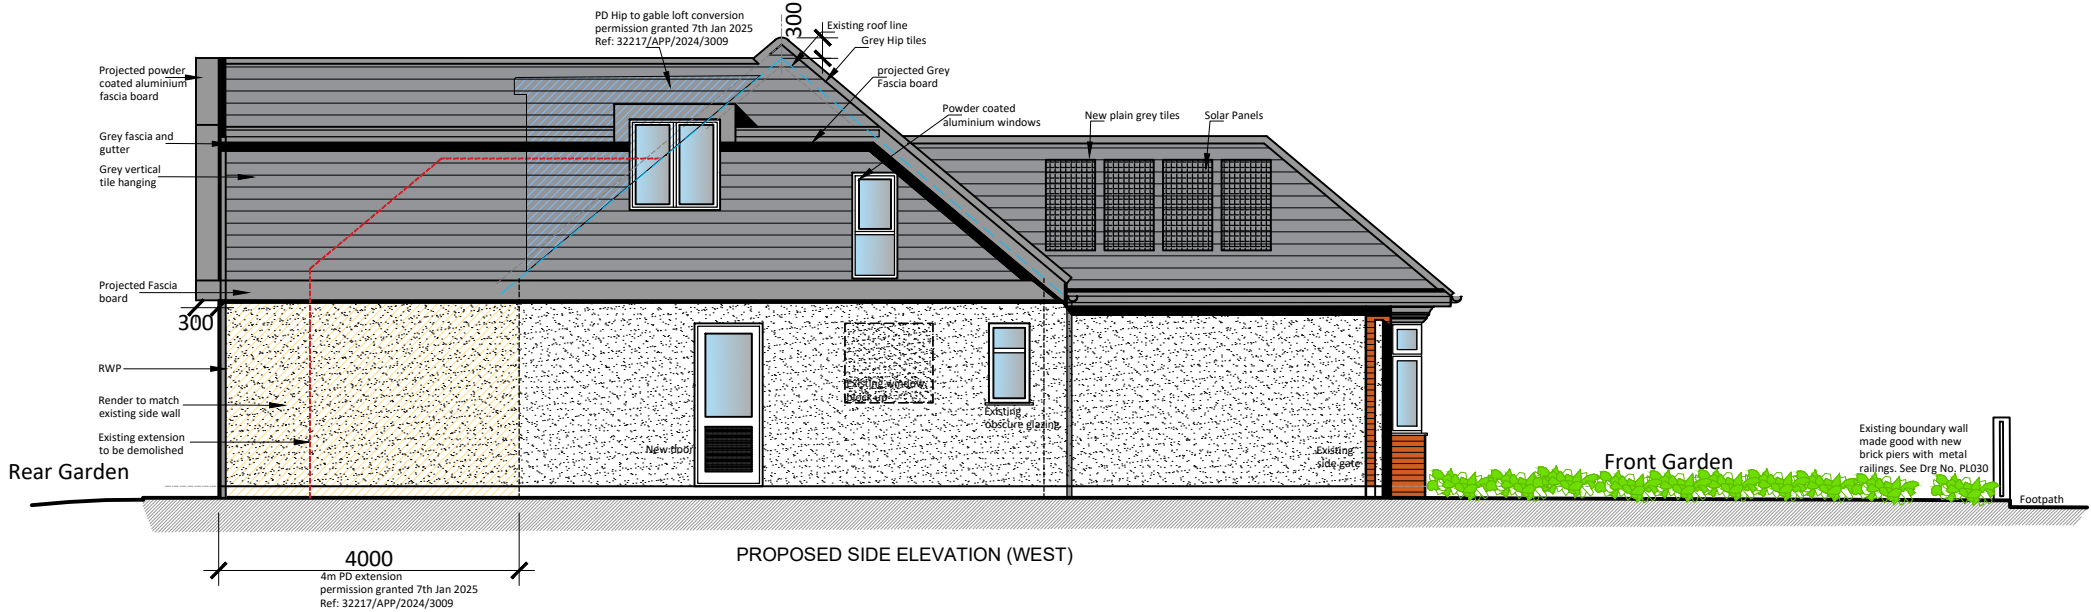 PD Hip to gable loft conversion
permission granted 7th Jan 2025
Ref: 32217/APP/2024/3009
300
Existing roof line
Grey Hip tiles
Projected powder
coated aluminium
fascia board
projected Grey
Fascia board
Powder coated
aluminium windows
New plain grey tiles
Solar Panels
Grey fascia and
gutter
Grey vertical
tile hanging
Projected Fascia
board
300
RWP
Render to match
existing side wall
Existing extension
to be demolished
Rear Garden
Existing window
block up
Existing
obscure glazing
New door
Existing
side gate
Front Garden
Existing boundary wall
made good with new
brick piers with metal
railings. See Drg No. PL030
Footpath
4000
4m PD extension
permission granted 7th Jan 2025
Ref: 32217/APP/2024/3009
PROPOSED SIDE ELEVATION (WEST)